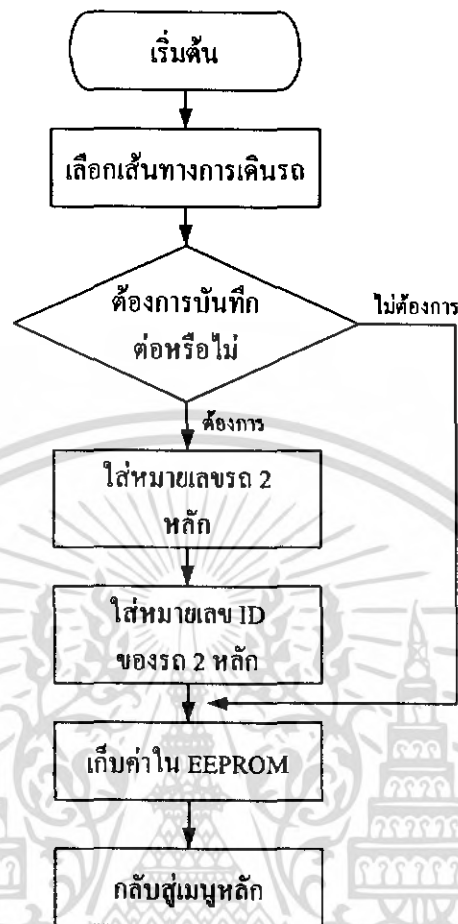 เริ่มต้น
เลือกเส้นทางการเดินรถ
ต้องการบันทึก
ต่อหรือไม่
ไม่ต้องการ
ต้องการ
ใส่หมายเลขรถ 2
หลัก
ใส่หมายเลข ID
ของรถ 2 หลัก
เก็บค่าใน EEPROM
กลับสู่เมนูหลัก